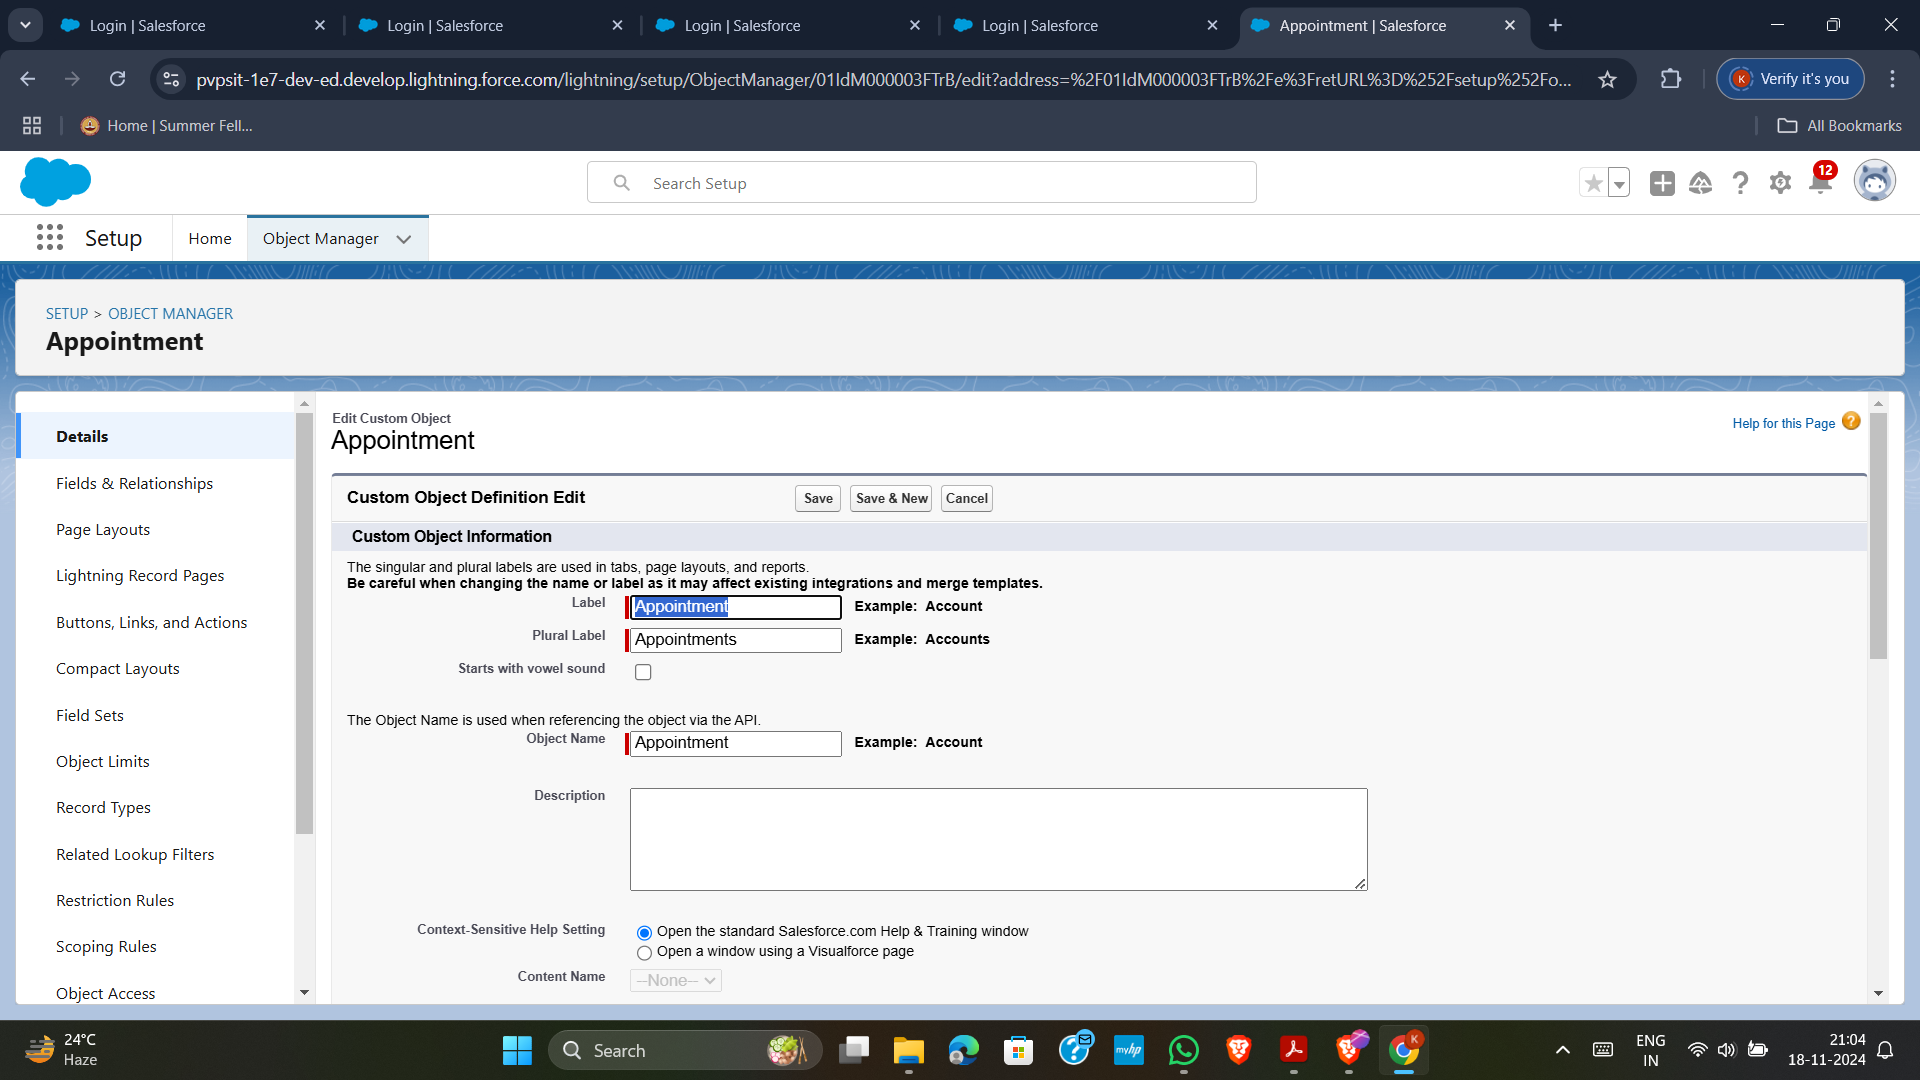 Login | Salesforce
Login | Salesforce
Login | Salesforce
Login | Salesforce
Appointment | Salesforce
pvpsit-1e7-dev-ed.develop.lightning.force.com/lightning/setup/ObjectManager/01IdM000003FTrB/edit?address=%2F01IdM000003FTrB%2Fe%3FretURL%3D%252Fsetup%252Fo...
K
Verify it's you
Home | Summer Fell...
All Bookmarks
Search Setup
12
Setup
Home
Object Manager
SETUP > OBJECT MANAGER
Appointment
Details
Fields & Relationships
Page Layouts
Lightning Record Pages
Buttons, Links, and Actions
Compact Layouts
Field Sets
Object Limits
Record Types
Related Lookup Filters
Restriction Rules
Scoping Rules
Object Access
Edit Custom Object
Appointment
Help for this Page
Custom Object Definition Edit
Save
Save & New
Cancel
Custom Object Information
The singular and plural labels are used in tabs, page layouts, and reports.
Be careful when changing the name or label as it may affect existing integrations and merge templates.
Label
Appointment
Example: Account
Plural Label
Appointments
Example: Accounts
Starts with vowel sound
The Object Name is used when referencing the object via the API.
Object Name
Appointment
Example: Account
Description
Context-Sensitive Help Setting
Open the standard Salesforce.com Help & Training window
Open a window using a Visualforce page
Content Name
--None--
24°C
Haze
Search
myhp
K
ENG
IN
21:04
18-11-2024